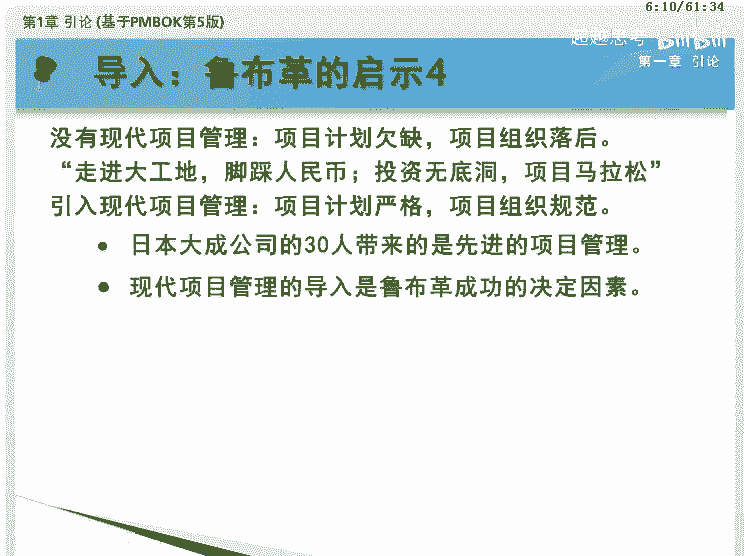 6:10/61:34
第1章 引论 (基于PMBOK第5版)
超越思考 bilibili
第一章 引论
导入：鲁布革的启示4
没有现代项目管理：项目计划欠缺，项目组织落后。
“走进大工地，脚踩人民币；投资无底洞，项目马拉松”
引入现代项目管理：项目计划严格，项目组织规范。
● 日本大成公司的30人带来的是先进的项目管理。
● 现代项目管理的导入是鲁布革成功的决定因素。